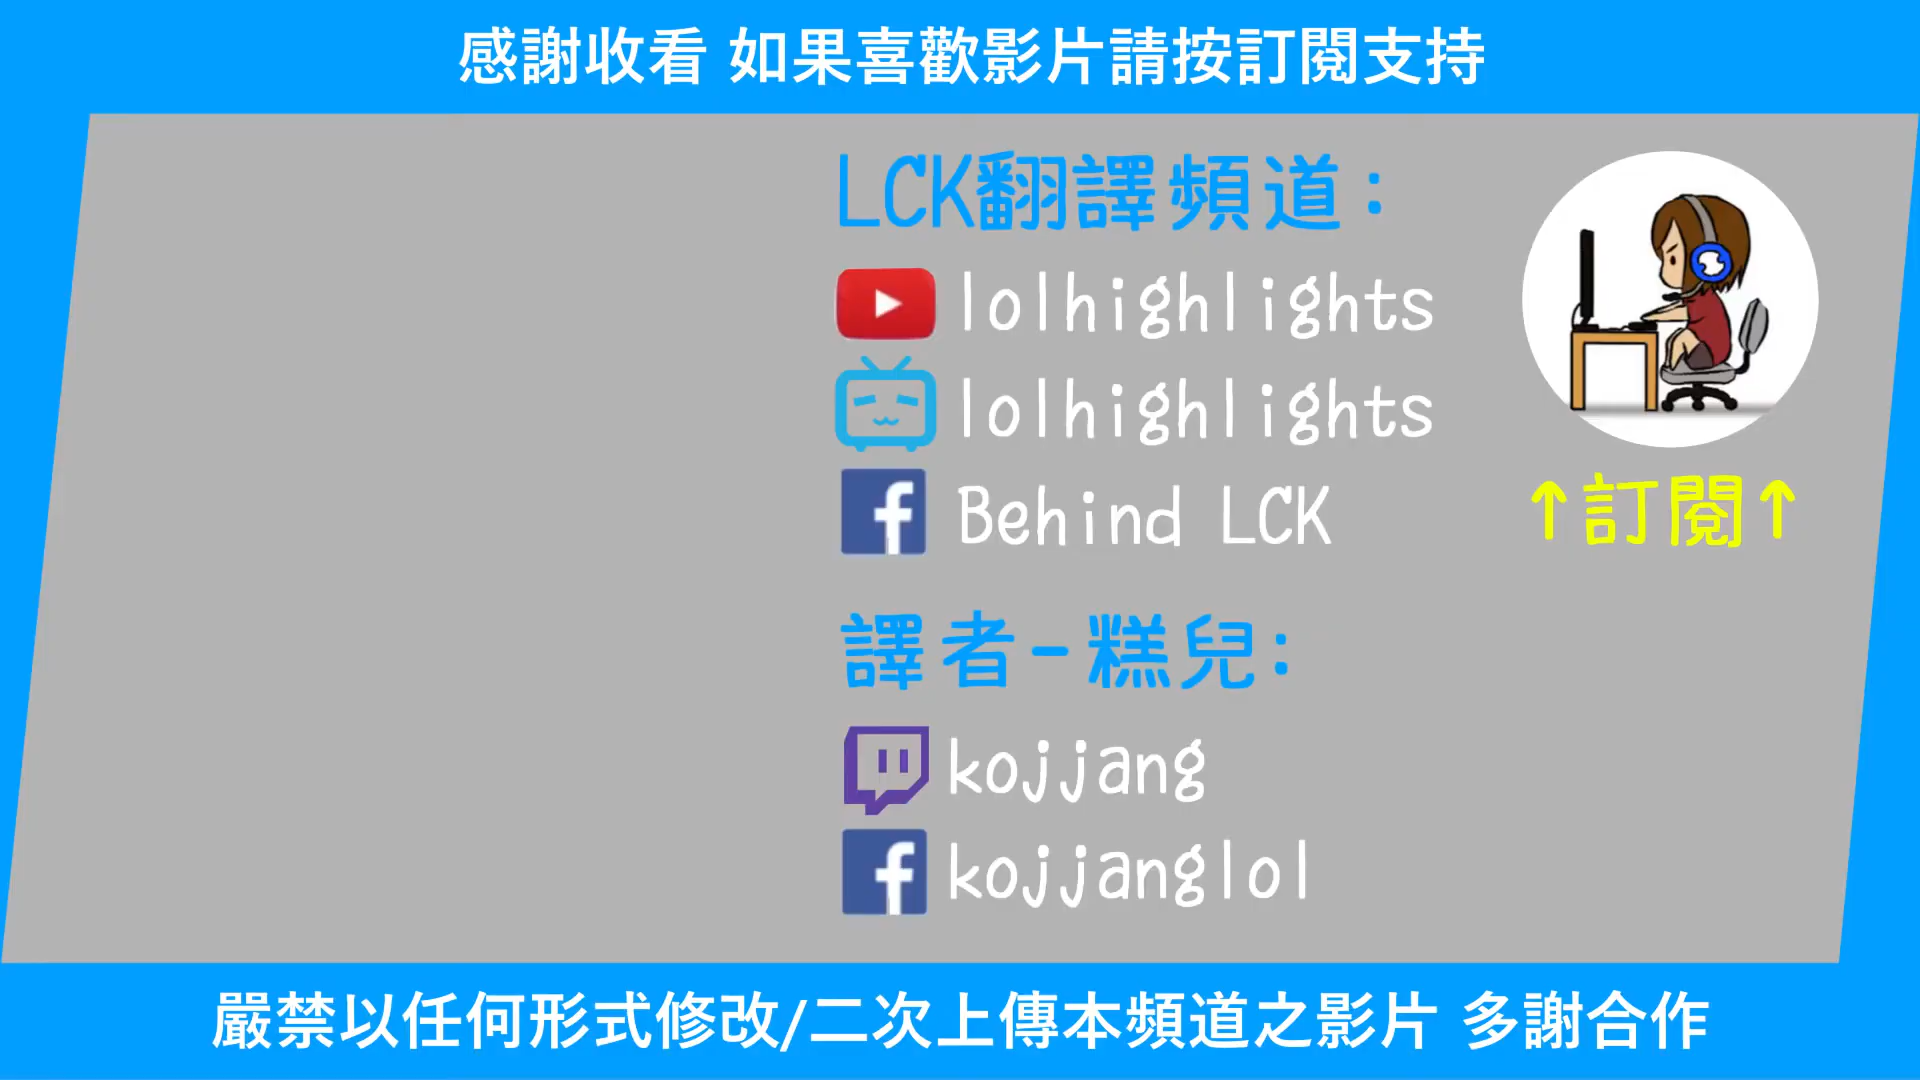 感謝收看 如果喜歡影片請按訂閱支持
LCK翻譯頻道:
lolhighlights
lolhighlights
Behind LCK
↑訂閱↑
譯者-糕兒:
kojjang
kojjanglol
嚴禁以任何形式修改/二次上傳本頻道之影片 多謝合作